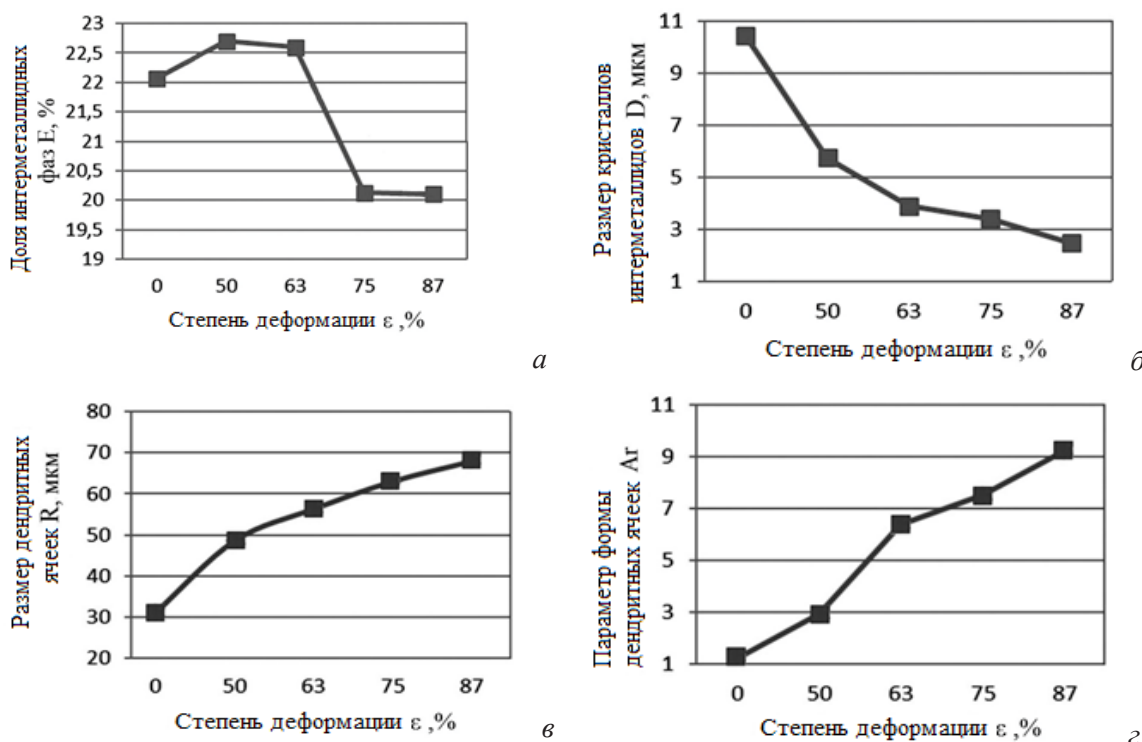 Доля интерметаллидных
фаз E, %
23
22,5
22
21,5
21
20,5
20
19,5
19
0 50 63 75 87
Степень деформации ε ,%
а
Размер кристаллов
интерметаллидов D, мкм
11
9
7
5
3
1
0 50 63 75 87
Степень деформации ε ,%
б
Размер дендритных
ячеек R, мкм
80
70
60
50
40
30
20
0 50 63 75 87
Степень деформации ε ,%
в
Параметр формы
дендритных ячеек Ar
11
9
7
5
3
1
0 50 63 75 87
Степень деформации ε ,%
г